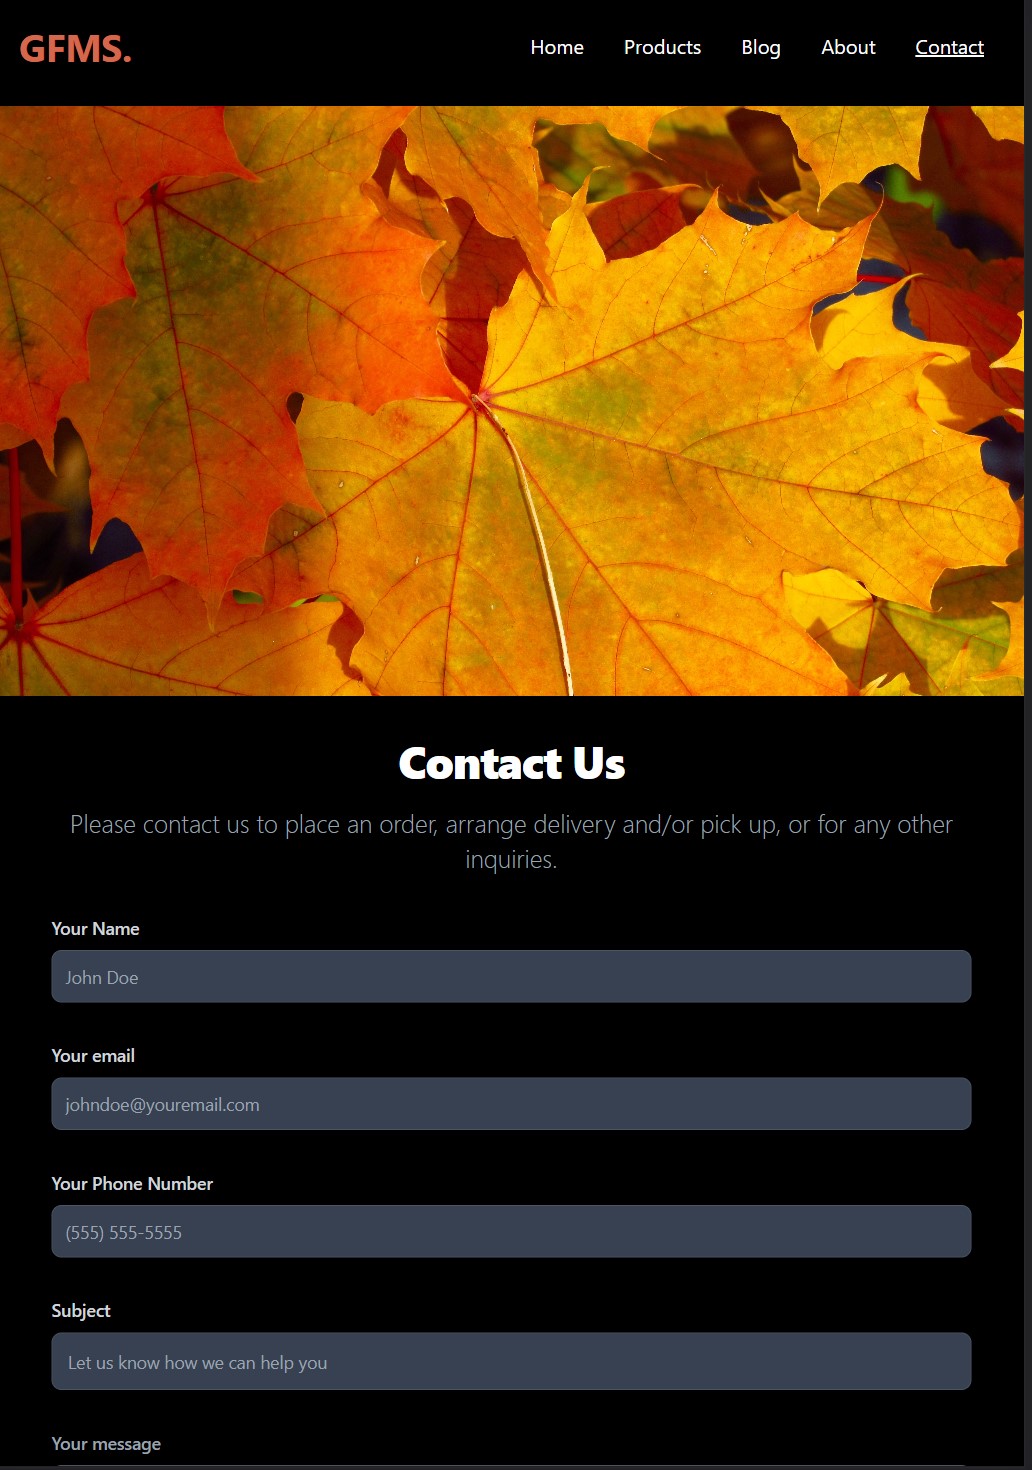 GFMS.
Home Products Blog About Contact
Contact Us
Please contact us to place an order, arrange delivery and/or pick up, or for any other
inquiries.
Your Name
John Doe
Your email
johndoe@youremail.com
Your Phone Number
(555) 555-5555
Subject
Let us know how we can help you
Your message